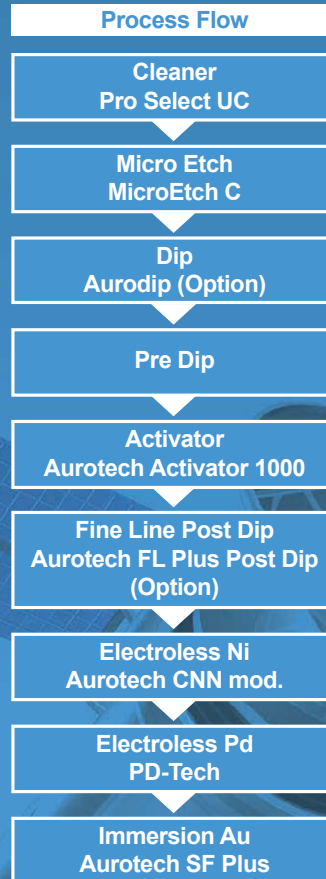 Process Flow
Cleaner
Pro Select UC
Micro Etch
MicroEtch C
Dip
Aurodip (Option)
Pre Dip
Activator
Aurotech Activator 1000
Fine Line Post Dip
Aurotech FL Plus Post Dip
(Option)
Electroless Ni
Aurotech CNN mod.
Electroless Pd
PD-Tech
Immersion Au
Aurotech SF Plus